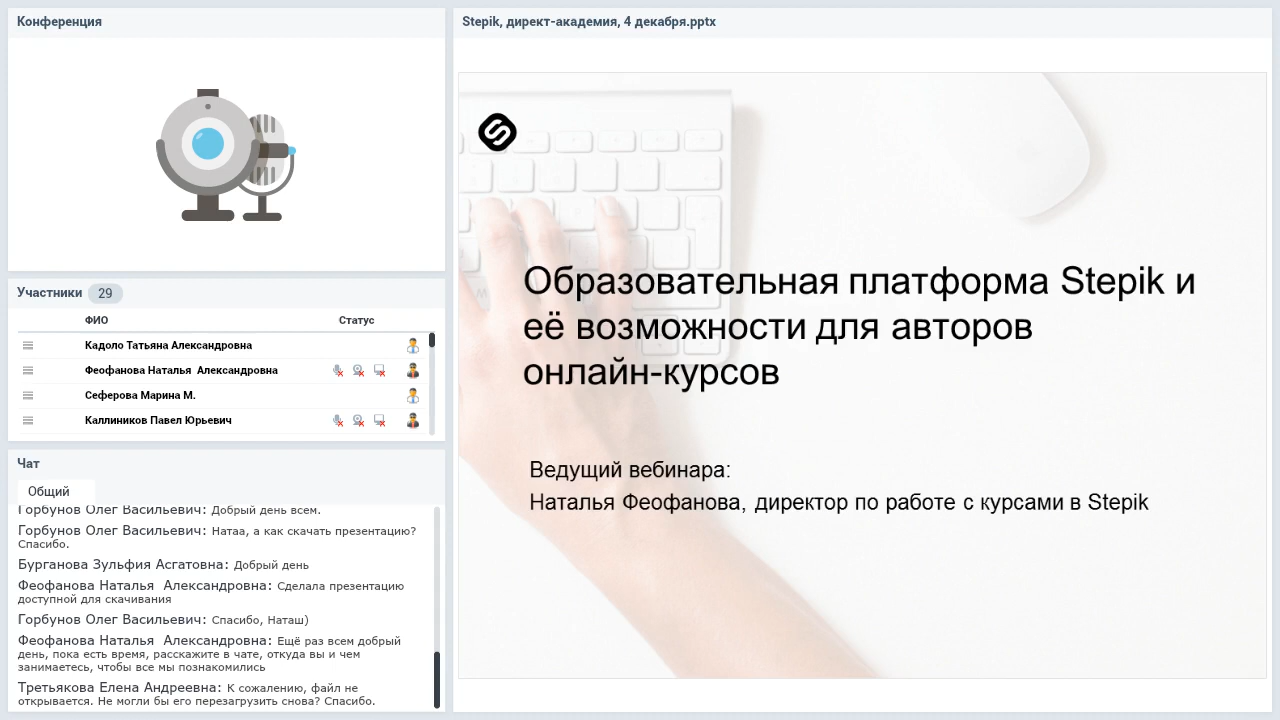 Конференция
Участники 29
ФИО Статус
Кадоло Татьяна Александровна
Феофанова Наталья  Александровна
Сеферова Марина М.
Каллиников Павел Юрьевич
Чат
Общий
Горбунов Олег Васильевич: Добрый день всем.
Горбунов Олег Васильевич: Натаа, а как скачать презентацию?
Спасибо.
Бурганова Зульфия Асгатовна: Добрый день
Феофанова Наталья  Александровна: Сделала презентацию
доступной для скачивания
Горбунов Олег Васильевич: Спасибо, Наташ)
Феофанова Наталья  Александровна: Ещё раз всем добрый
день, пока есть время, расскажите в чате, откуда вы и чем
занимаетесь, чтобы все мы познакомились
Третьякова Елена Андреевна: К сожалению, файл не
открывается. Не могли бы его перезагрузить снова? Спасибо.
Stepik, директ-академия, 4 декабря.pptx
Образовательная платформа Stepik и
её возможности для авторов
онлайн-курсов
Ведущий вебинара:
Наталья Феофанова, директор по работе с курсами в Stepik